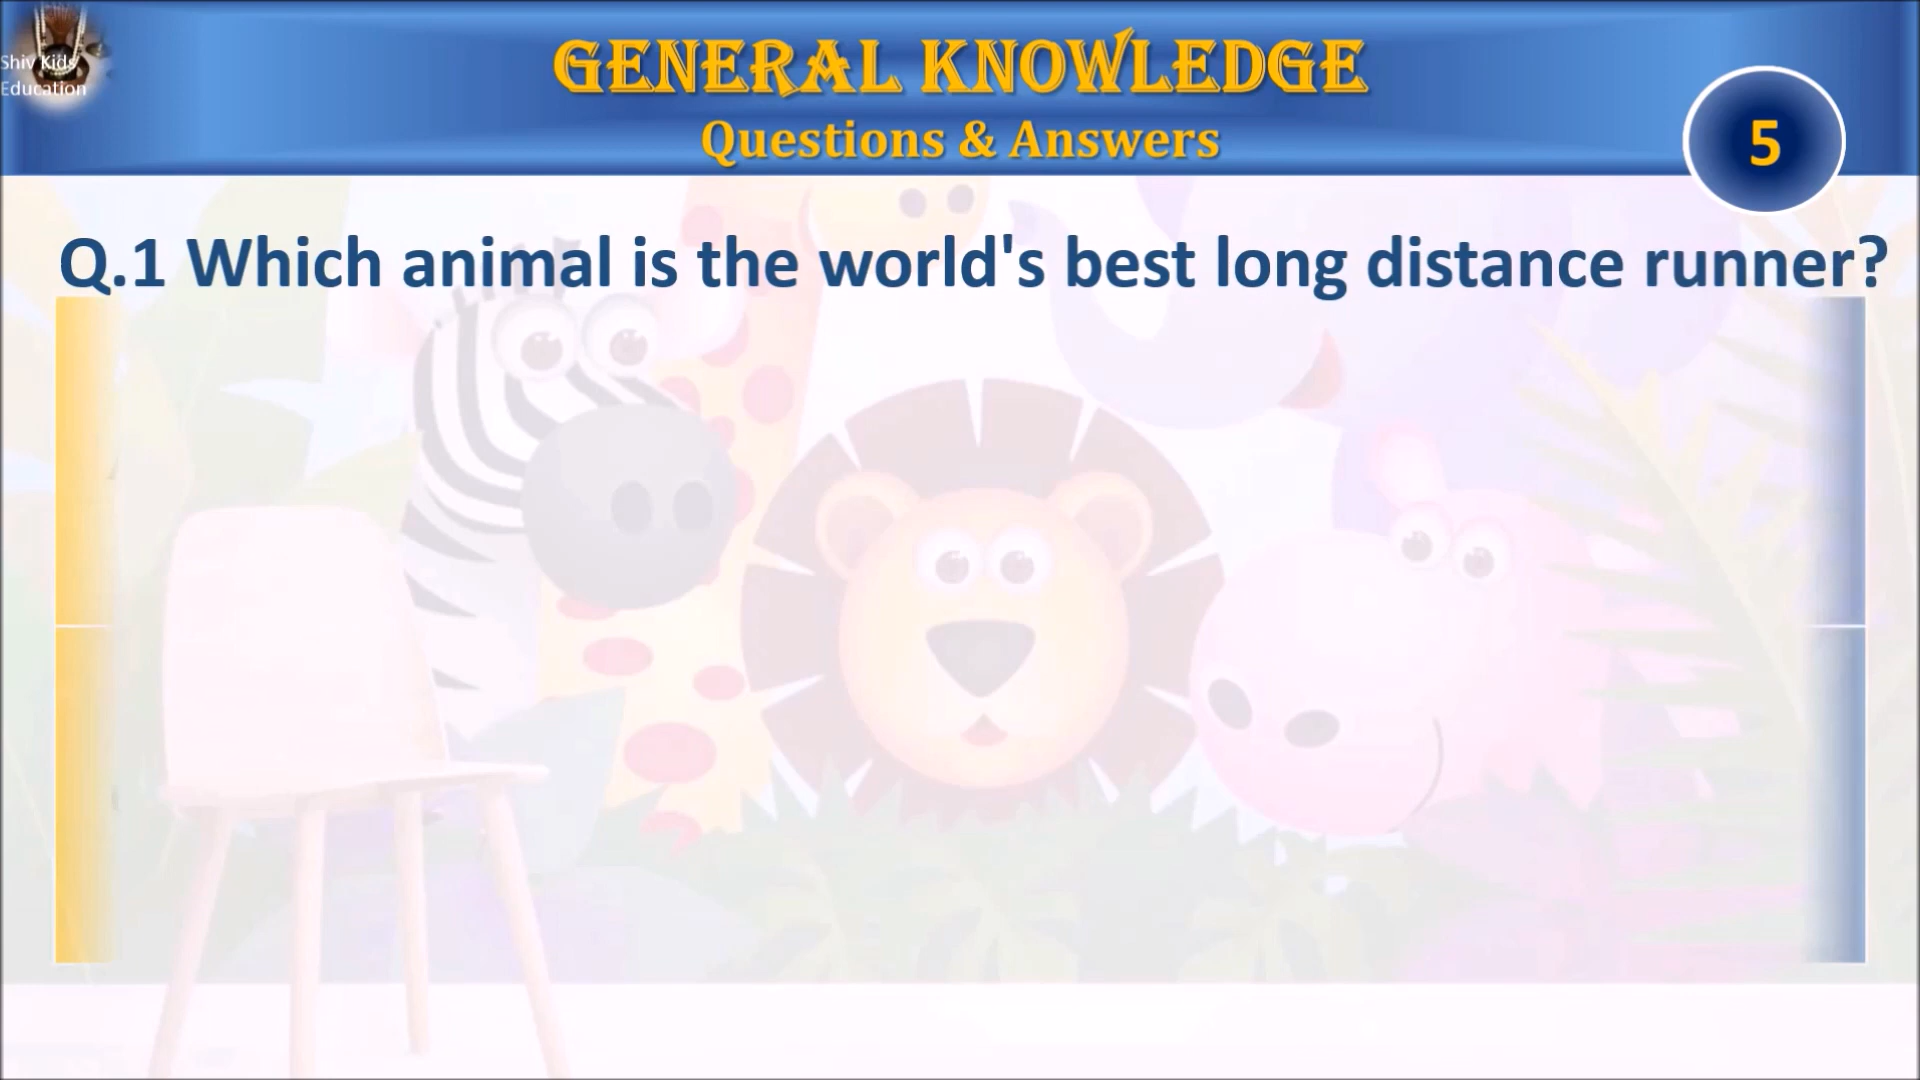 Shiv Kids
Education
GENERAL KNOWLEDGE
Questions & Answers
5
Q.1 Which animal is the world's best long distance runner?